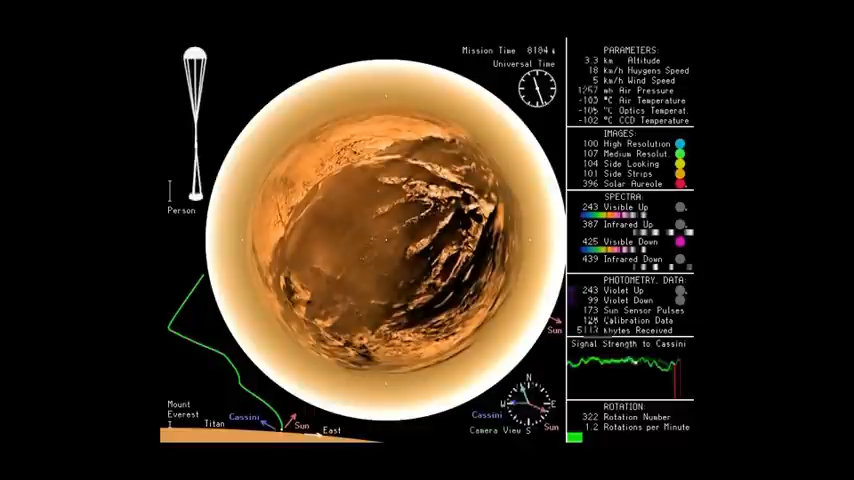 Mission Time 8104 s
Universal Time
Person
Mount
Everest
Titan
Cassini
Sun
East
Sun
N
W E
S
Cassini
Camera View
Sun
PARAMETERS:
3.3 km Altitude
18 km/h Huygens Speed
5 km/h Wind Speed
1257 mb Air Pressure
°C Air Temperature
°C Optics Temperat.
-102 °C CCD Temperature
IMAGES:
100 High Resolution
107 Medium Resolut.
104 Side Looking
101 Side Strips
396 Solar Aureole
SPECTRA:
243 Visible Up
387 Infrared Up
425 Visible Down
439 Infrared Down
PHOTOMETRY, DATA:
243 Violet Up
99 Violet Down
173 Sun Sensor Pulses
Calibration Data
kbytes Received
Signal Strength to Cassini
ROTATION:
322 Rotation Number
1.2 Rotations per Minute